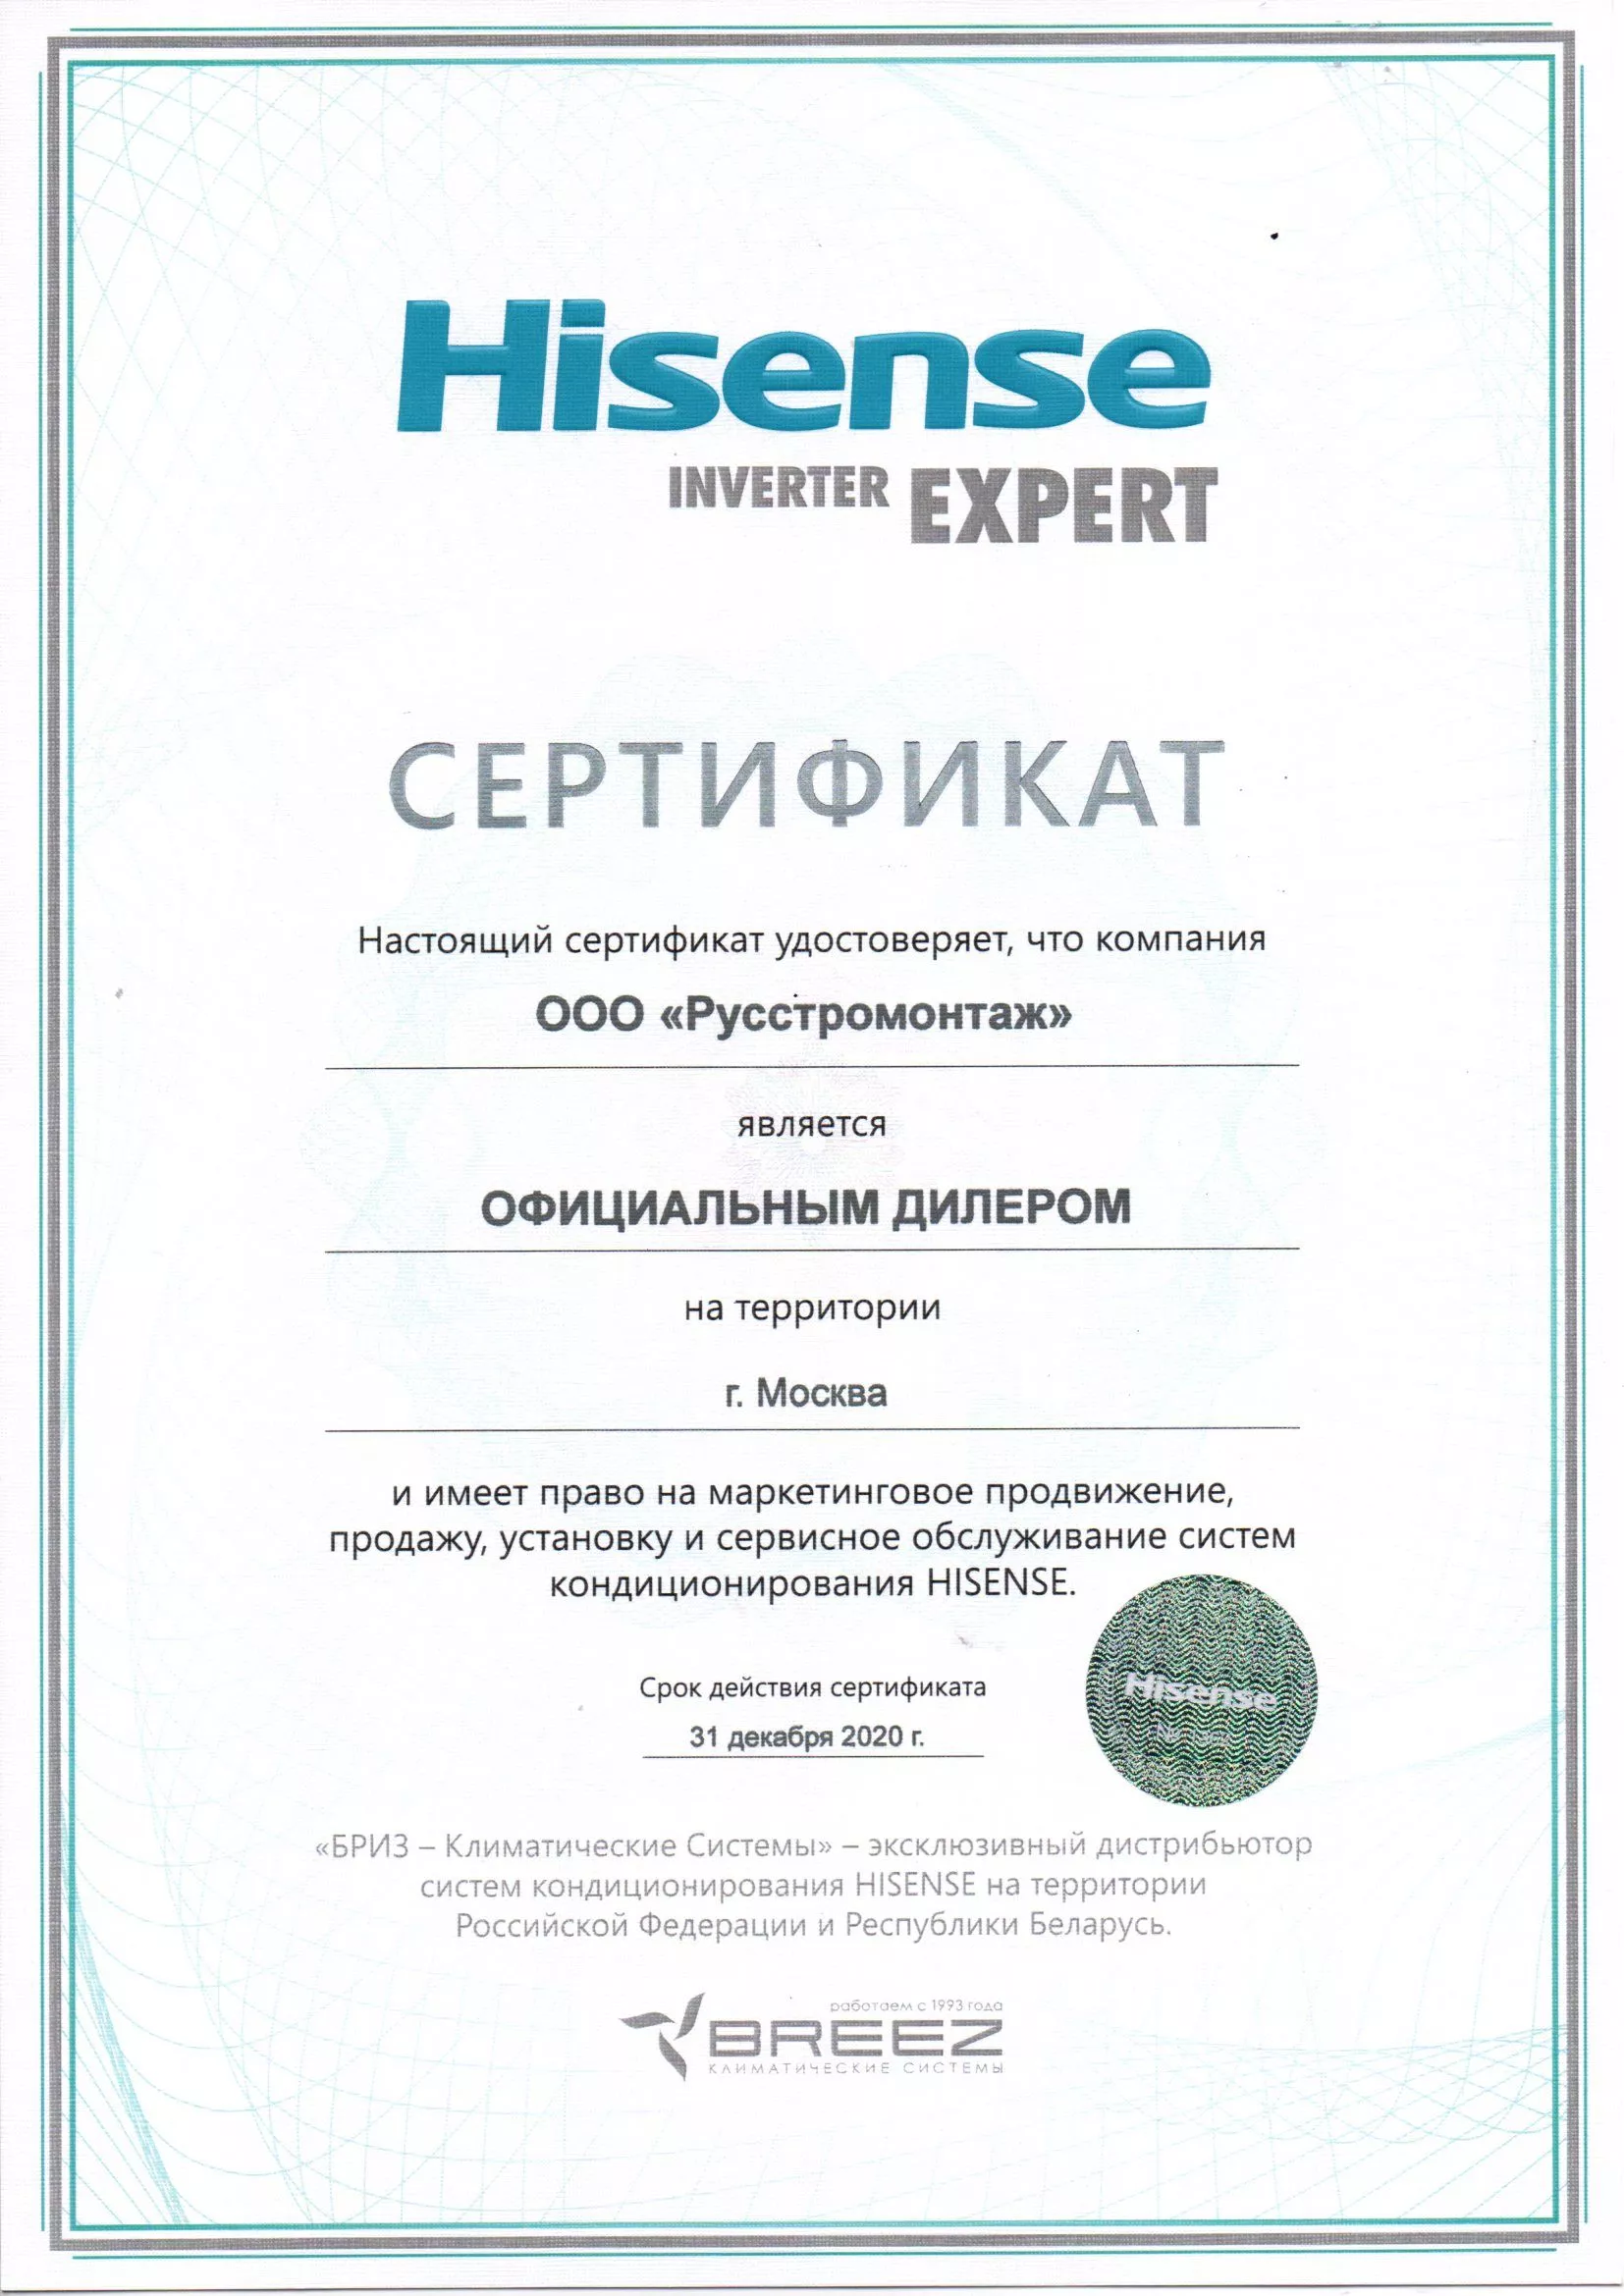 Hisense
INVERTER EXPERT
СЕРТИФИКАТ
Настоящий сертификат удостоверяет, что компания
ООО «Русстромонтаж»
является
ОФИЦИАЛЬНЫМ ДИЛЕРОМ
на территории
г. Москва
и имеет право на маркетинговое продвижение,
продажу, установку и сервисное обслуживание систем
кондиционирования HISENSE.
Hisense
Срок действия сертификата
31 декабря 2020 г.
«БРИЗ – Климатические Системы» – эксклюзивный дистрибьютор
систем кондиционирования HISENSE на территории
Российской Федерации и Республики Беларусь.
работаем с 1993 года
BREEZ
КЛИМАТИЧЕСКИЕ СИСТЕМЫ